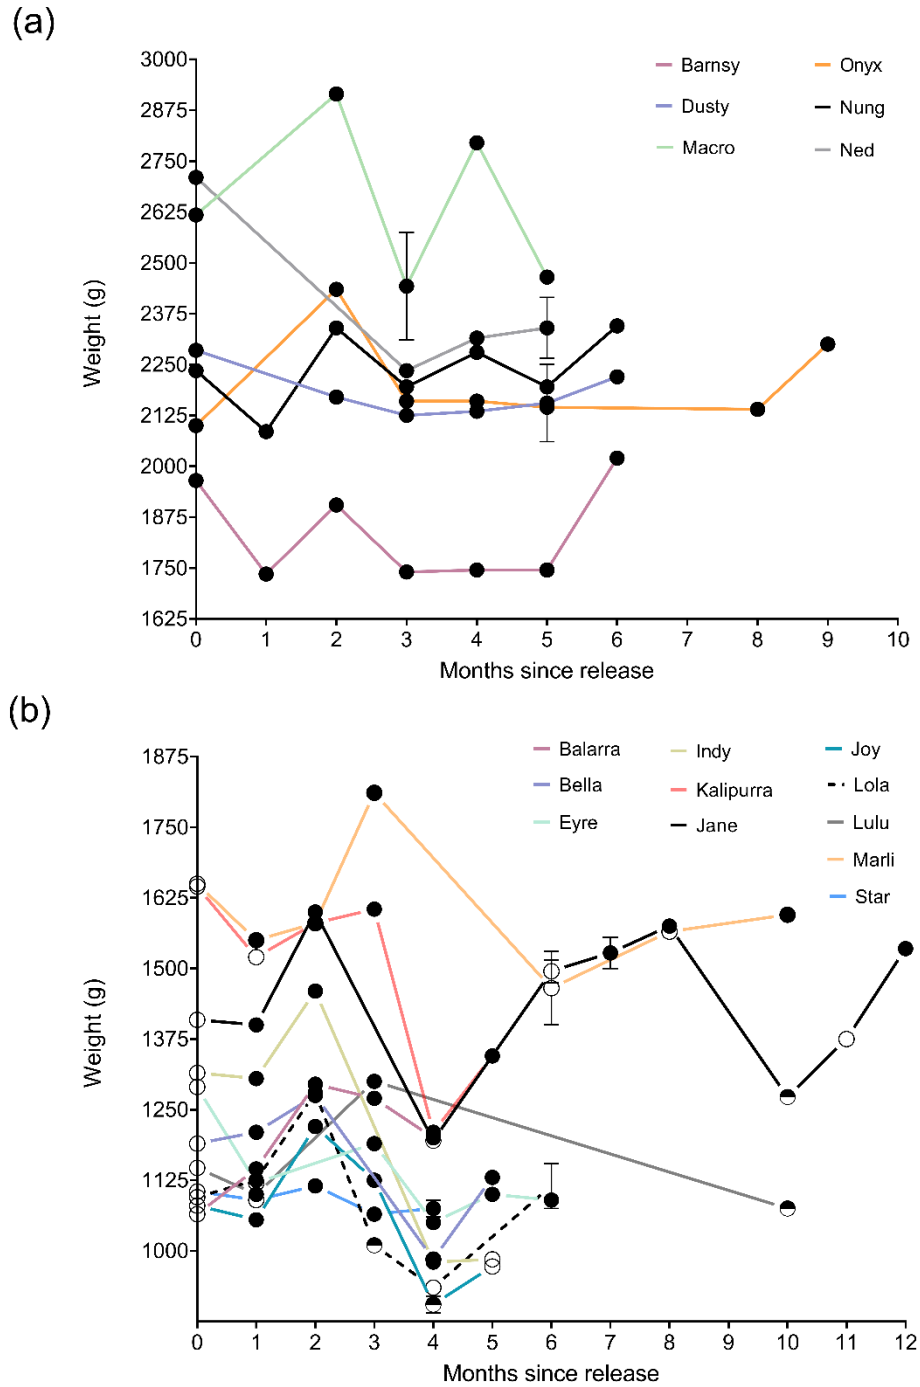 (a)
3000
2875
2750
2625
2500
2375
2250
2125
2000
1875
1750
1625
Weight (g)
Barnsy
Onyx
Dusty
Nung
Macro
Ned
0 1 2 3 4 5 6 7 8 9 10
Months since release
(b)
1875
1750
1625
1500
1375
1250
1125
1000
Weight (g)
Balarra
Indy
Joy
Bella
Kalipurra
Lola
Eyre
Jane
Lulu
Marli
Star
0 1 2 3 4 5 6 7 8 9 10 11 12
Months since release